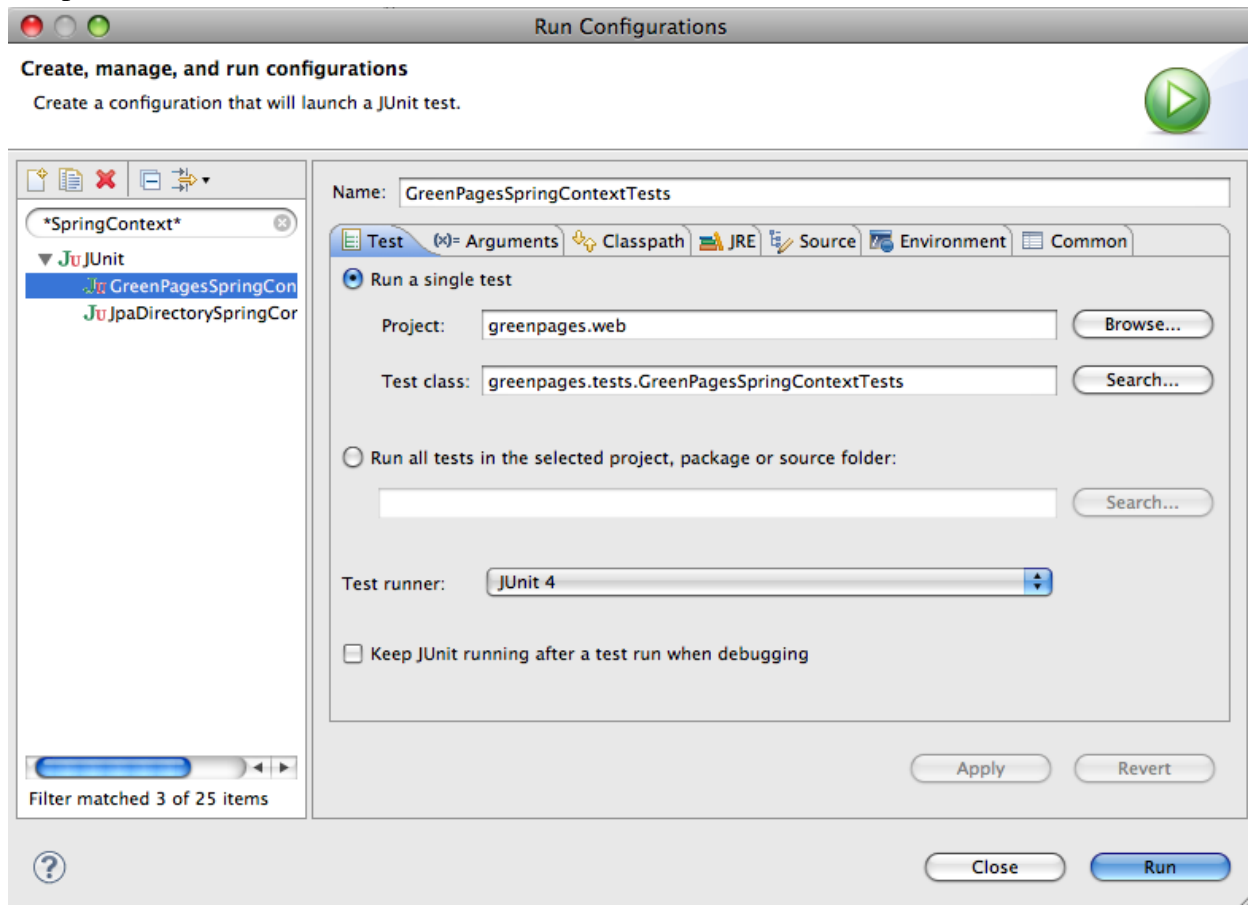 Run Configurations
Create, manage, and run configurations
Create a configuration that will launch a JUnit test.
*SpringContext*
JUnit
GreenPagesSpringCon
JpaDirectorySpringCor
Filter matched 3 of 25 items
Name: GreenPagesSpringContextTests
Test (x)= Arguments Classpath JRE Source Environment Common
Run a single test
Project: greenpages.web Browse...
Test class: greenpages.tests.GreenPagesSpringContextTests Search...
Run all tests in the selected project, package or source folder:
Search...
Test runner: JUnit 4
Keep JUnit running after a test run when debugging
Apply Revert
? Close Run